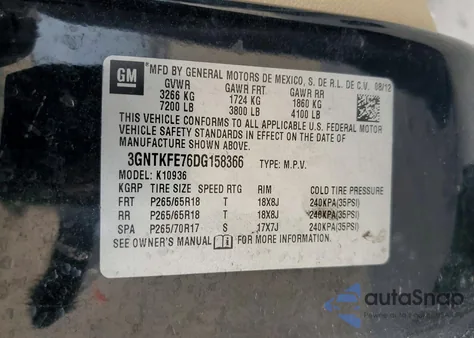 GM
MFD BY GENERAL MOTORS DE MEXICO, S. DE R.L. DE C.V. 08/12
GVWR GAWR FRT GAWR RR
3266 KG 1724 KG 1860 KG
7200 LB 3800 LB 4100 LB
THIS VEHICLE CONFORMS TO ALL APPLICABLE U.S. FEDERAL MOTOR
VEHICLE SAFETY STANDARDS IN EFFECT ON THE DATE OF
MANUFACTURE SHOWN ABOVE.
3GNTKFE76DG158366 TYPE: M.P.V.
MODEL: K10936
KGRP TIRE SIZE SPEED RTG RIM COLD TIRE PRESSURE
FRT P265/65R18 T 18X8J 240KPA(35PSI)
RR P265/65R18 T 18X8J 240KPA(35PSI)
SPA P265/70R17 S 17X7J 240KPA(35PSI)
SEE OWNER'S MANUAL i FOR MORE INFORMATION.
autoSnap
www.autosnap.com